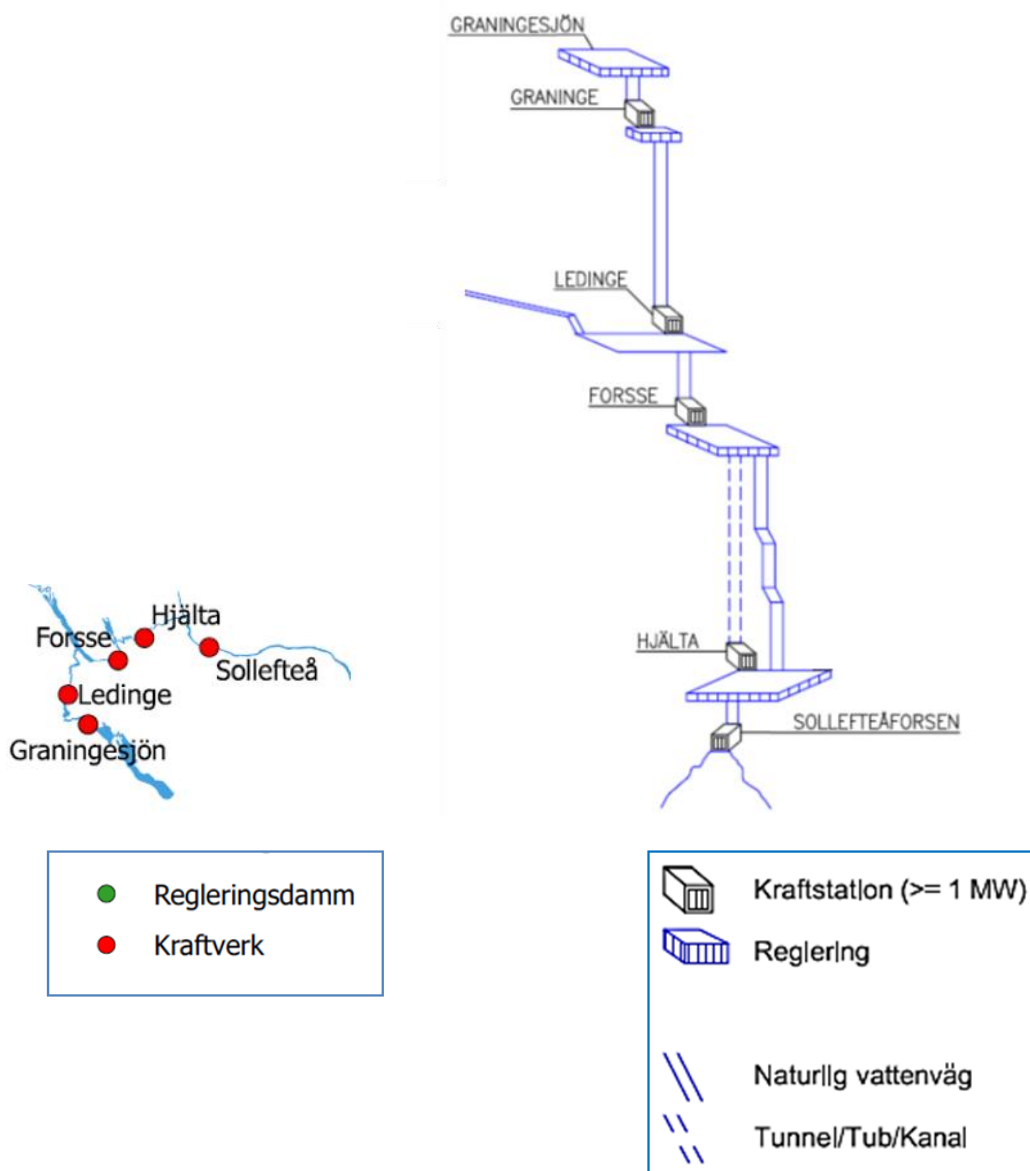 GRANINGESJÖN
GRANINGE
LEDINGE
FORSSE
HJÄLTA
SOLLEFTEÅFORSEN
Hjälta
Forsse
Sollefteå
Ledinge
Graningesjön
Regleringsdamm
Kraftverk
Kraftstation (>= 1 MW)
Reglering
Naturlig vattenväg
Tunnel/Tub/Kanal